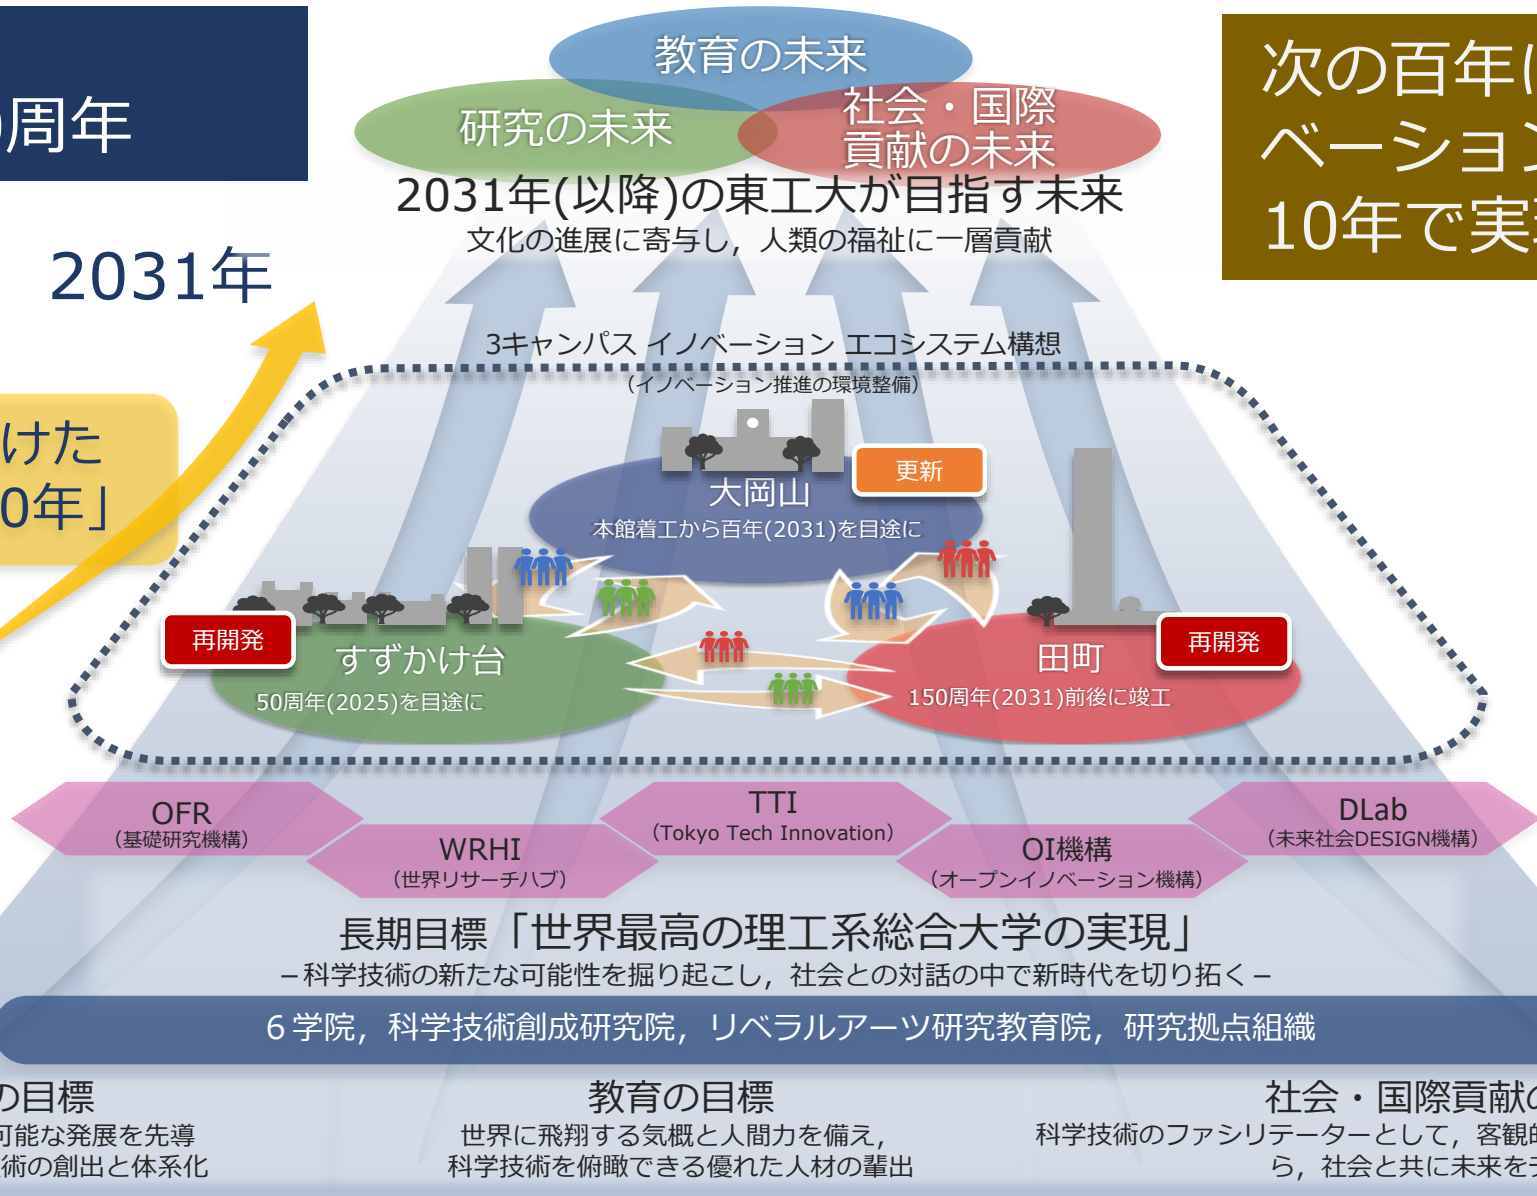 教育の未来
研究の未来
社会・国際
貢献の未来
周年
次の百年に
ベーション
10年で実現
2031年(以降)の東工大が目指す未来
文化の進展に寄与し，人類の福祉に一層貢献
2031年
けた
0年」
3キャンパス イノベーション エコシステム構想
（イノベーション推進の環境整備）
更新
大岡山
本館着工から百年(2031)を目途に
再開発
すずかけ台
50周年(2025)を目途に
田町
再開発
150周年(2031)前後に竣工
OFR
（基礎研究機構）
WRHI
（世界リサーチハブ）
TTI
（Tokyo Tech Innovation）
OI機構
（オープンイノベーション機構）
DLab
（未来社会DESIGN機構）
長期目標「世界最高の理工系総合大学の実現」
－科学技術の新たな可能性を掘り起こし，社会との対話の中で新時代を切り拓く－
６学院，科学技術創成研究院，リベラルアーツ研究教育院，研究拠点組織
の目標
可能な発展を先導
術の創出と体系化
教育の目標
世界に飛翔する気概と人間力を備え，
科学技術を俯瞰できる優れた人材の輩出
社会・国際貢献の
科学技術のファシリテーターとして，客観的
ら，社会と共に未来を